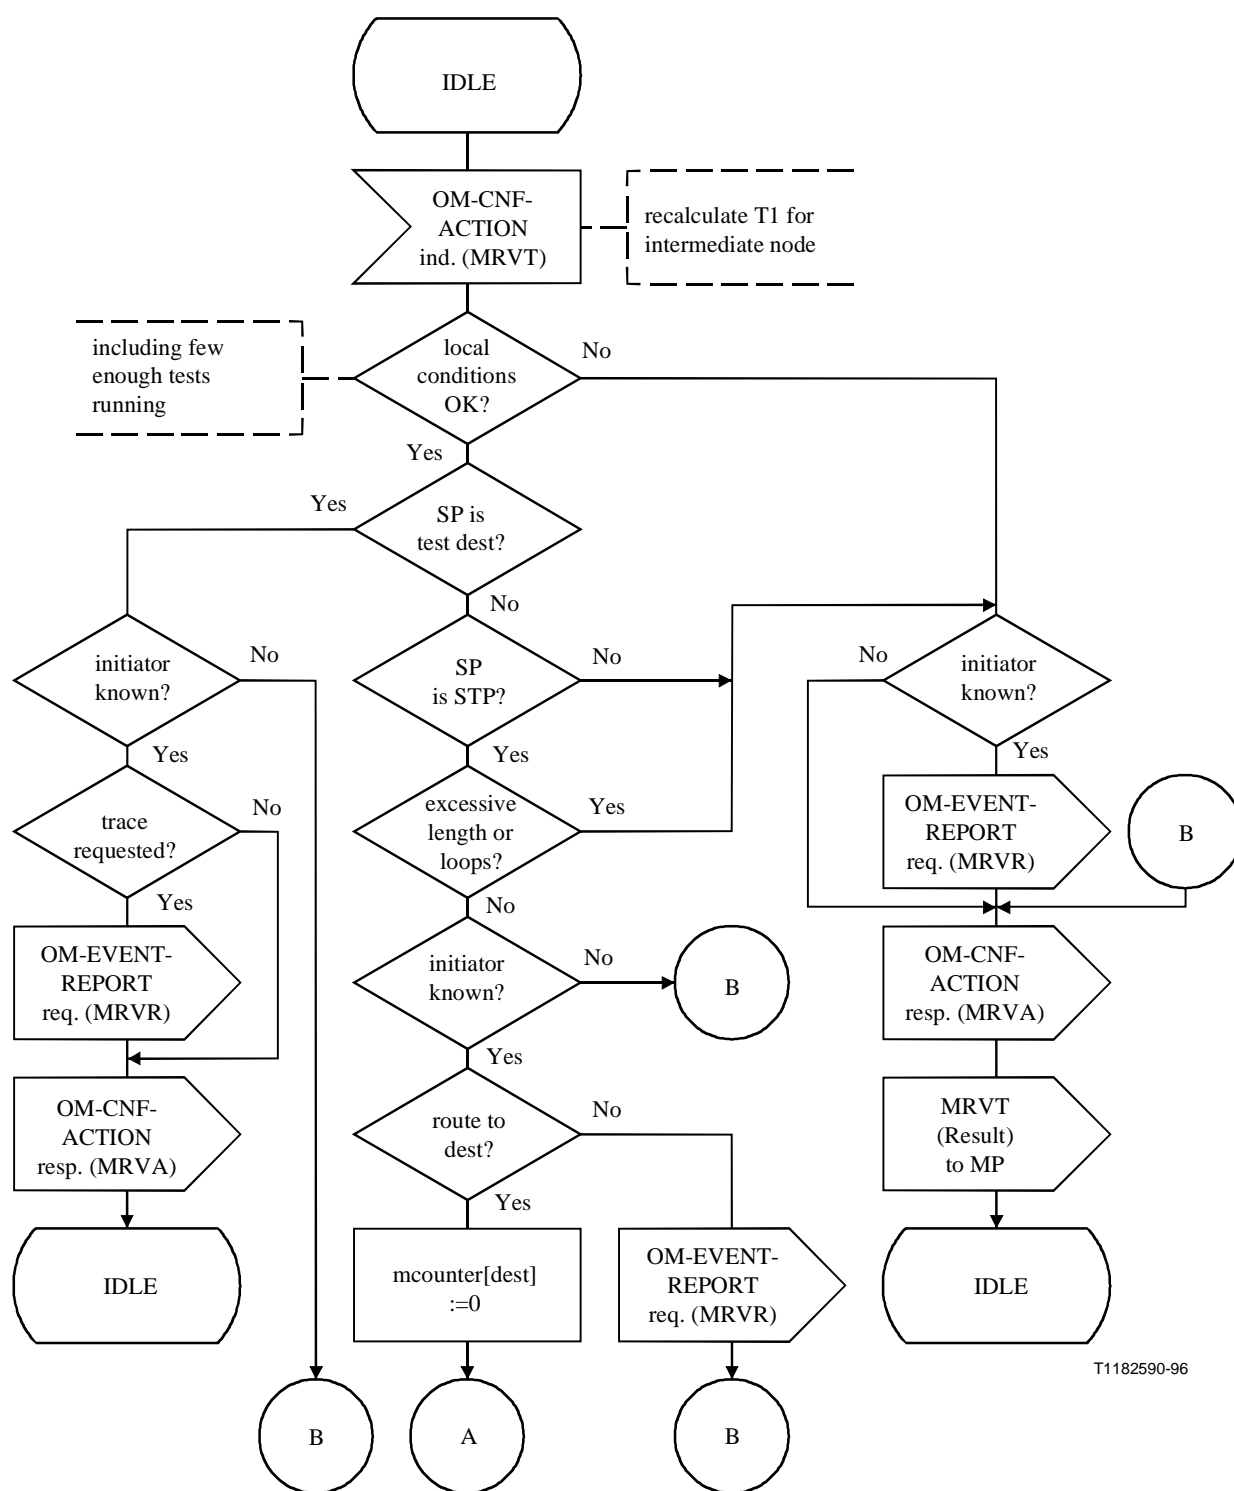 IDLE
OM-CNF-
ACTION
ind. (MRVT)
recalculate T1 for
intermediate node
including few
enough tests
running
local
conditions
OK?
No
Yes
Yes
SP is
test dest?
No
initiator
known?
No
Yes
SP
is STP?
No
Yes
No
initiator
known?
Yes
trace
requested?
No
Yes
excessive
length or
loops?
Yes
No
OM-EVENT-
REPORT
req. (MRVR)
B
OM-EVENT-
REPORT
req. (MRVR)
initiator
known?
No
Yes
B
OM-CNF-
ACTION
resp. (MRVA)
OM-CNF-
ACTION
resp. (MRVA)
route to
dest?
No
Yes
MRVT
(Result)
to MP
IDLE
mcounter[dest]
:=0
OM-EVENT-
REPORT
req. (MRVR)
IDLE
T1182590-96
B
A
B